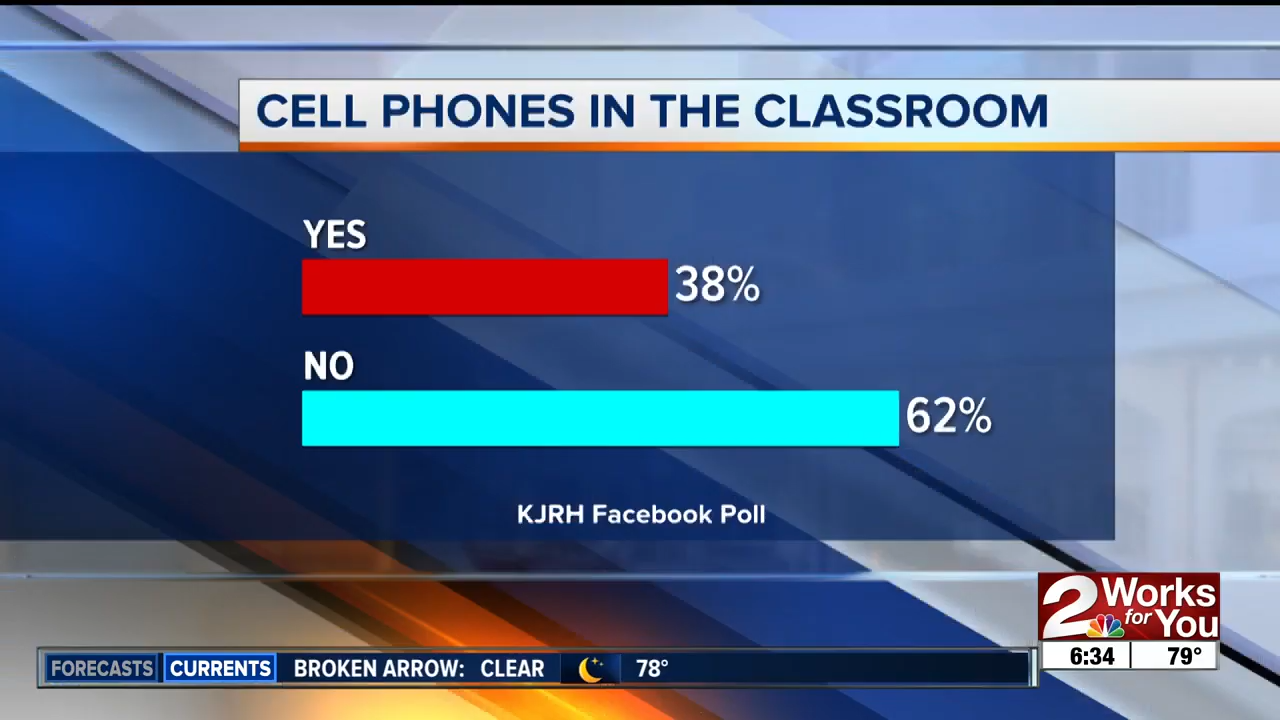 CELL PHONES IN THE CLASSROOM
YES
38%
NO
62%
KJRH Facebook Poll
2 Works for You
6:34 79°
FORECASTS CURRENTS BROKEN ARROW: CLEAR 78°